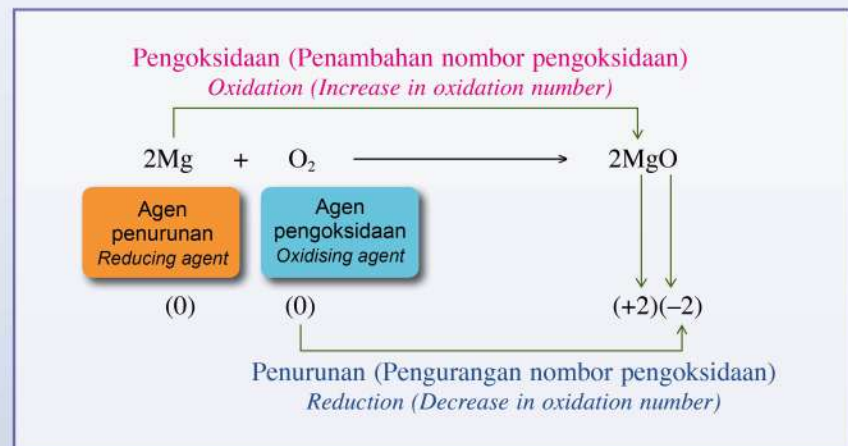 Pengoksidaan (Penambahan nombor pengoksidaan)
Oxidation (Increase in oxidation number)
2Mg + O₂ ⟶ 2MgO
Agen penurunan
Reducing agent
Agen pengoksidaan
Oxidising agent
(0) (0) (+2)(–2)
Penurunan (Pengurangan nombor pengoksidaan)
Reduction (Decrease in oxidation number)